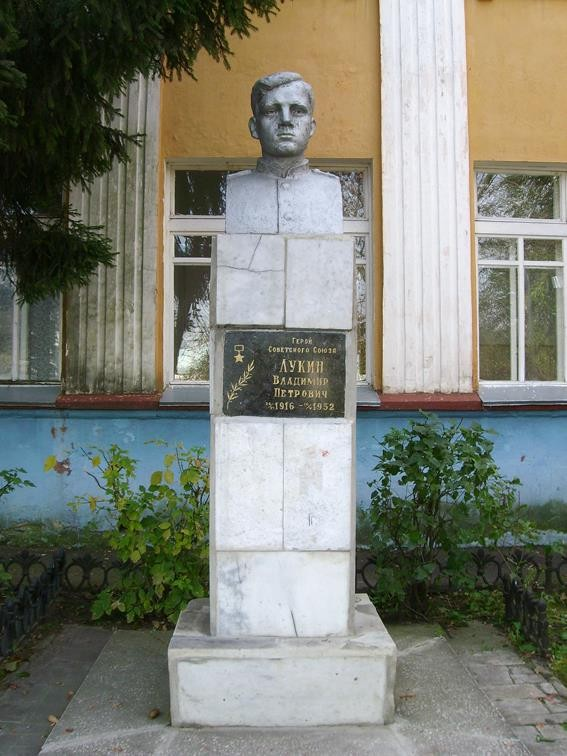 Герой
Советского Союза
ЛУКИН
Владимир
Петрович
1916 - 1952